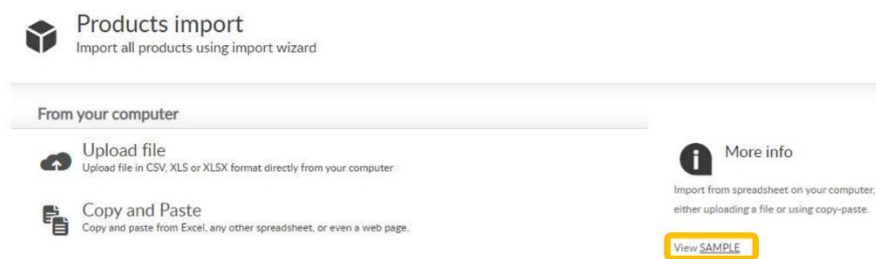 Products import
Import all products using import wizard
From your computer
Upload file
Upload file in CSV, XLS or XLSX format directly from your computer
Copy and Paste
Copy and paste from Excel, any other spreadsheet, or even a web page.
More info
Import from spreadsheet on your computer,
either uploading a file or using copy-paste.
View SAMPLE